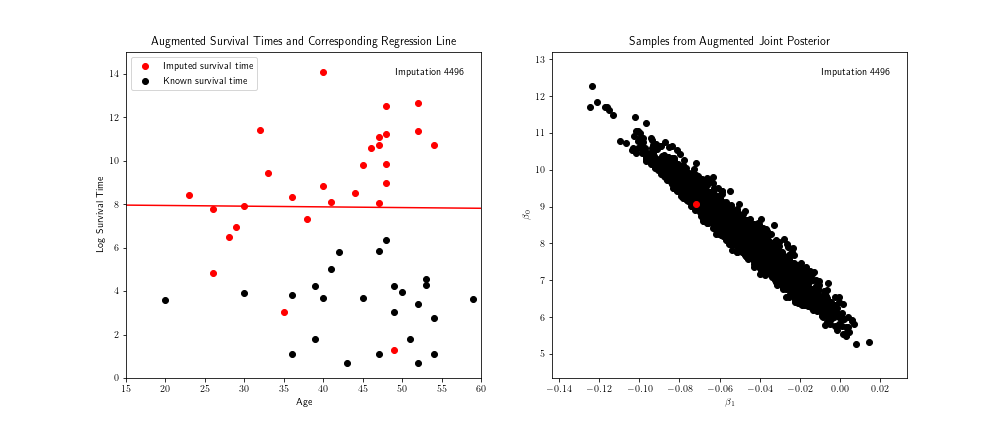 Augmented Survival Times and Corresponding Regression Line
Imputed survival time
Known survival time
Imputation 4496
Log Survival Time
14
12
10
8
6
4
2
0
15 20 25 30 35 40 45 50 55 60
Age
Samples from Augmented Joint Posterior
Imputation 4496
β₀
13
12
11
10
9
8
7
6
5
−0.14 −0.12 −0.10 −0.08 −0.06 −0.04 −0.02 0.00 0.02
β₁